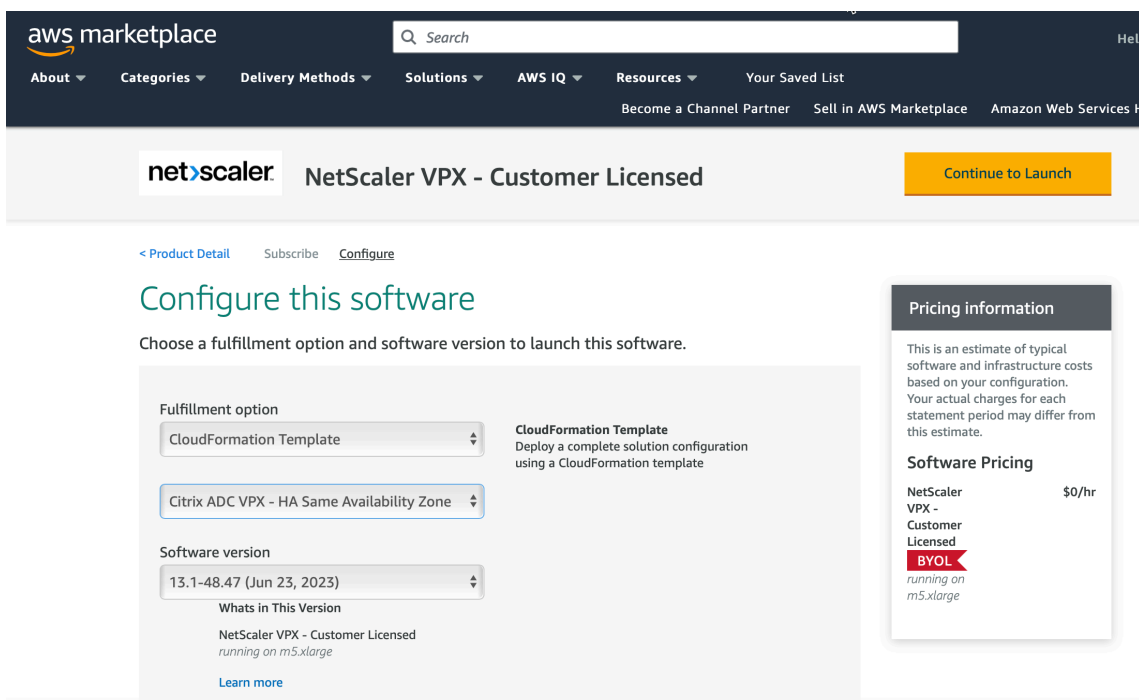 aws marketplace
Search
Hel
About
Categories
Delivery Methods
Solutions
AWS IQ
Resources
Your Saved List
Become a Channel Partner
Sell in AWS Marketplace
Amazon Web Services H
net>scaler.
NetScaler VPX - Customer Licensed
Continue to Launch
< Product Detail
Subscribe
Configure
Configure this software
Choose a fulfillment option and software version to launch this software.
Fulfillment option
CloudFormation Template
CloudFormation Template
Deploy a complete solution configuration
using a CloudFormation template
Citrix ADC VPX - HA Same Availability Zone
Software version
13.1-48.47 (Jun 23, 2023)
Whats in This Version
NetScaler VPX - Customer Licensed
running on m5.xlarge
Learn more
Pricing information
This is an estimate of typical
software and infrastructure costs
based on your configuration.
Your actual charges for each
statement period may differ from
this estimate.
Software Pricing
NetScaler
VPX -
Customer
Licensed
$0/hr
BYOL
running on
m5.xlarge